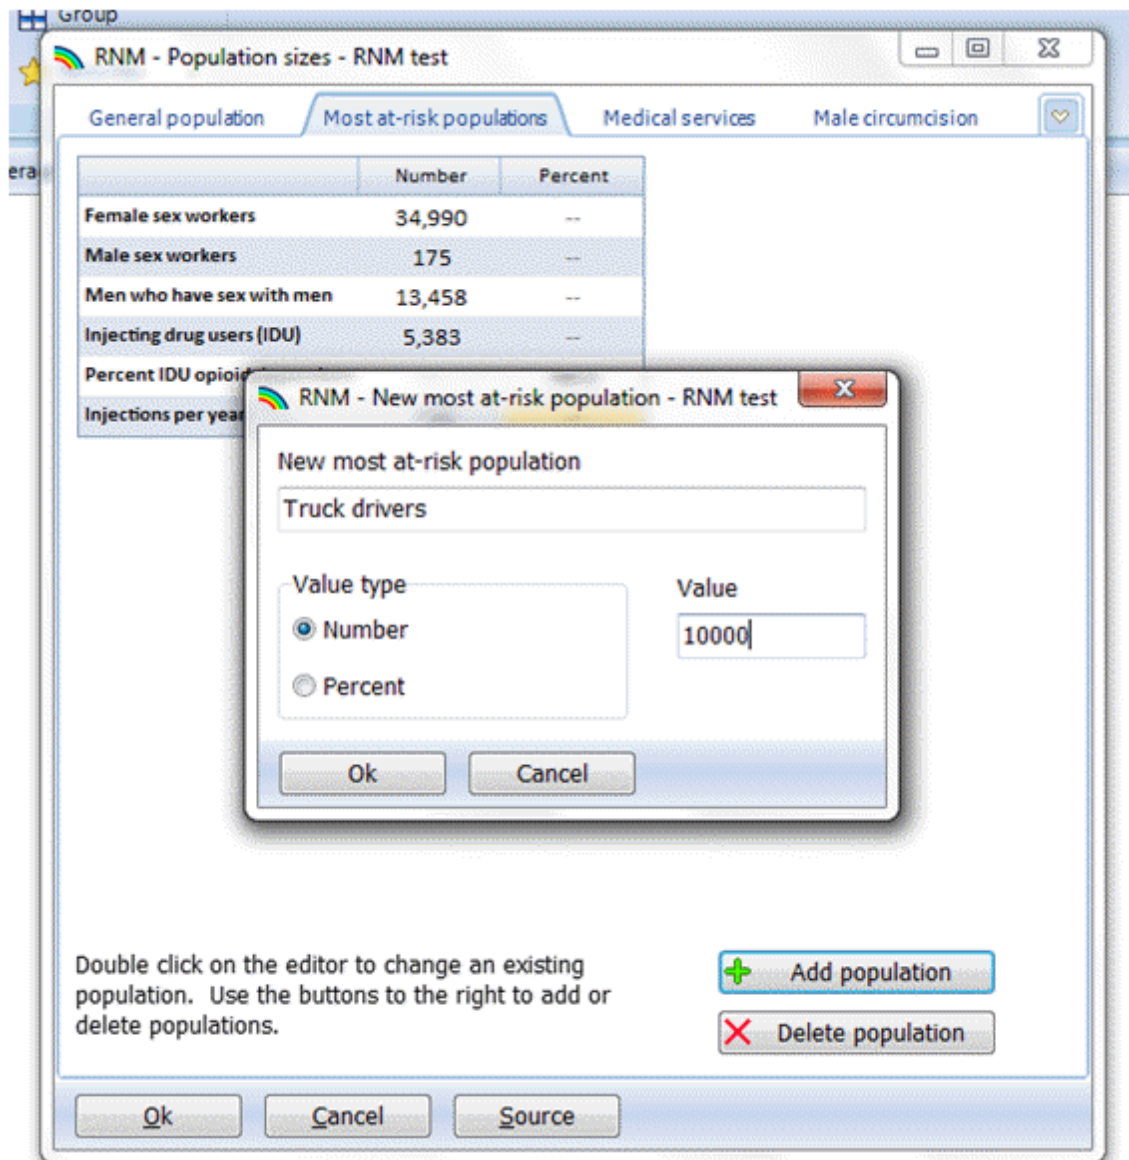 Group
RNM - Population sizes - RNM test
General population Most at-risk populations Medical services Male circumcision
Number Percent
Female sex workers 34,990 --
Male sex workers 175 --
Men who have sex with men 13,458 --
Injecting drug users (IDU) 5,383 --
Percent IDU
Injections per year
RNM - New most at-risk population - RNM test
New most at-risk population
Truck drivers
Value type Value
Number 10000
Percent
Ok Cancel
Double click on the editor to change an existing
population. Use the buttons to the right to add or
delete populations.
Add population
Delete population
Ok Cancel Source